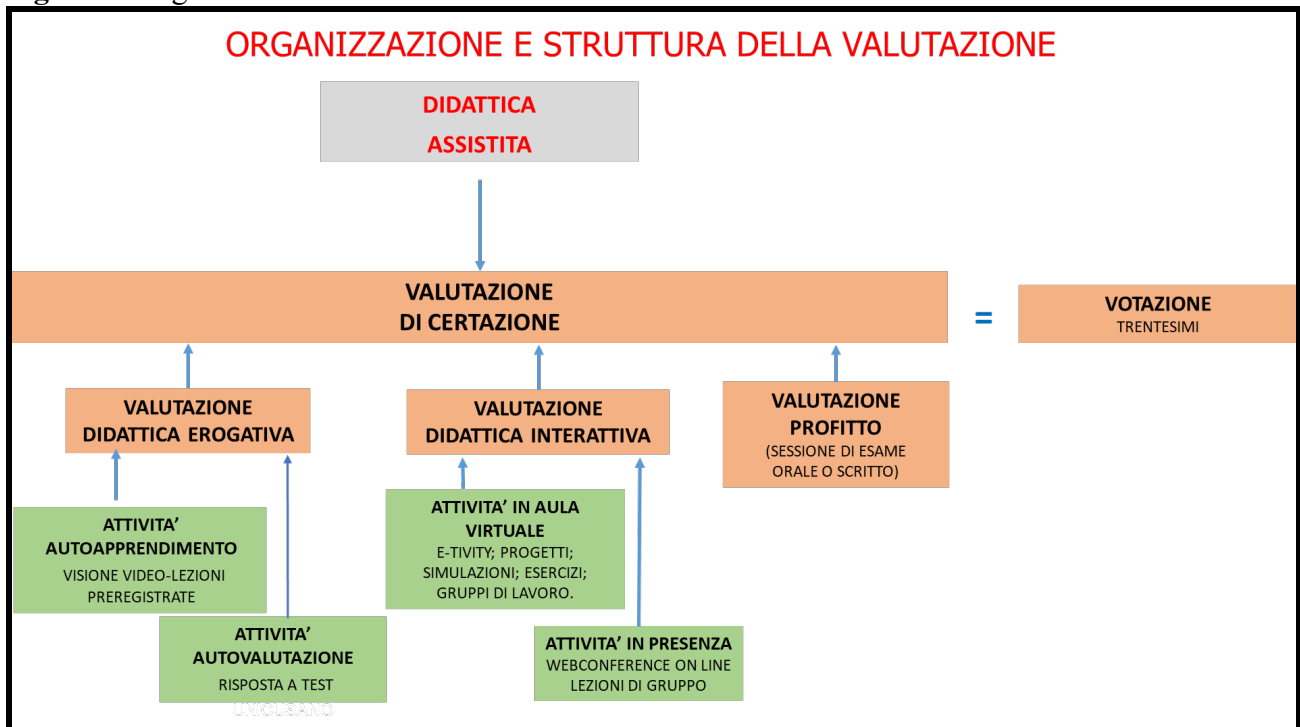 ORGANIZZAZIONE E STRUTTURA DELLA VALUTAZIONE
DIDATTICA
ASSISTITA
VALUTAZIONE
DI CERTAZIONE
=
VOTAZIONE
TRENTESIMI
VALUTAZIONE
DIDATTICA EROGATIVA
VALUTAZIONE
DIDATTICA INTERATTIVA
VALUTAZIONE
PROFITTO
(SESSIONE DI ESAME
ORALE O SCRITTO)
ATTIVITA’
AUTOAPPRENDIMENTO
VISIONE VIDEO-LEZIONI
PREREGISTRATE
ATTIVITA’ IN AULA
VIRTUALE
E-TIVITY; PROGETTI;
SIMULAZIONI; ESERCIZI;
GRUPPI DI LAVORO.
ATTIVITA’
AUTOVALUTAZIONE
RISPOSTA A TEST
ATTIVITA’ IN PRESENZA
WEBCONFERENCE ON LINE
LEZIONI DI GRUPPO
UNICUSANO